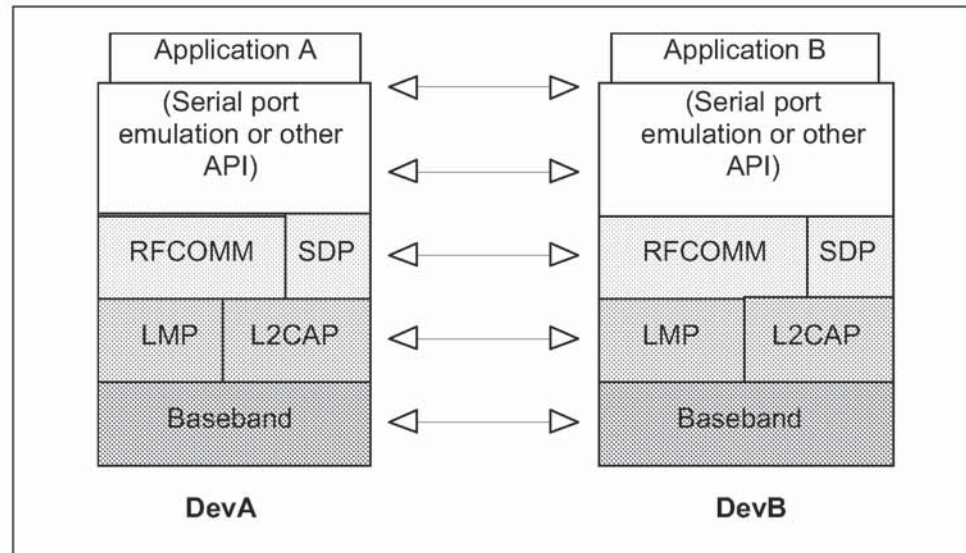 Application A
(Serial port
emulation or other
API)
RFCOMM
SDP
LMP
L2CAP
Baseband
DevA
Application B
(Serial port
emulation or other
API)
RFCOMM
SDP
LMP
L2CAP
Baseband
DevB